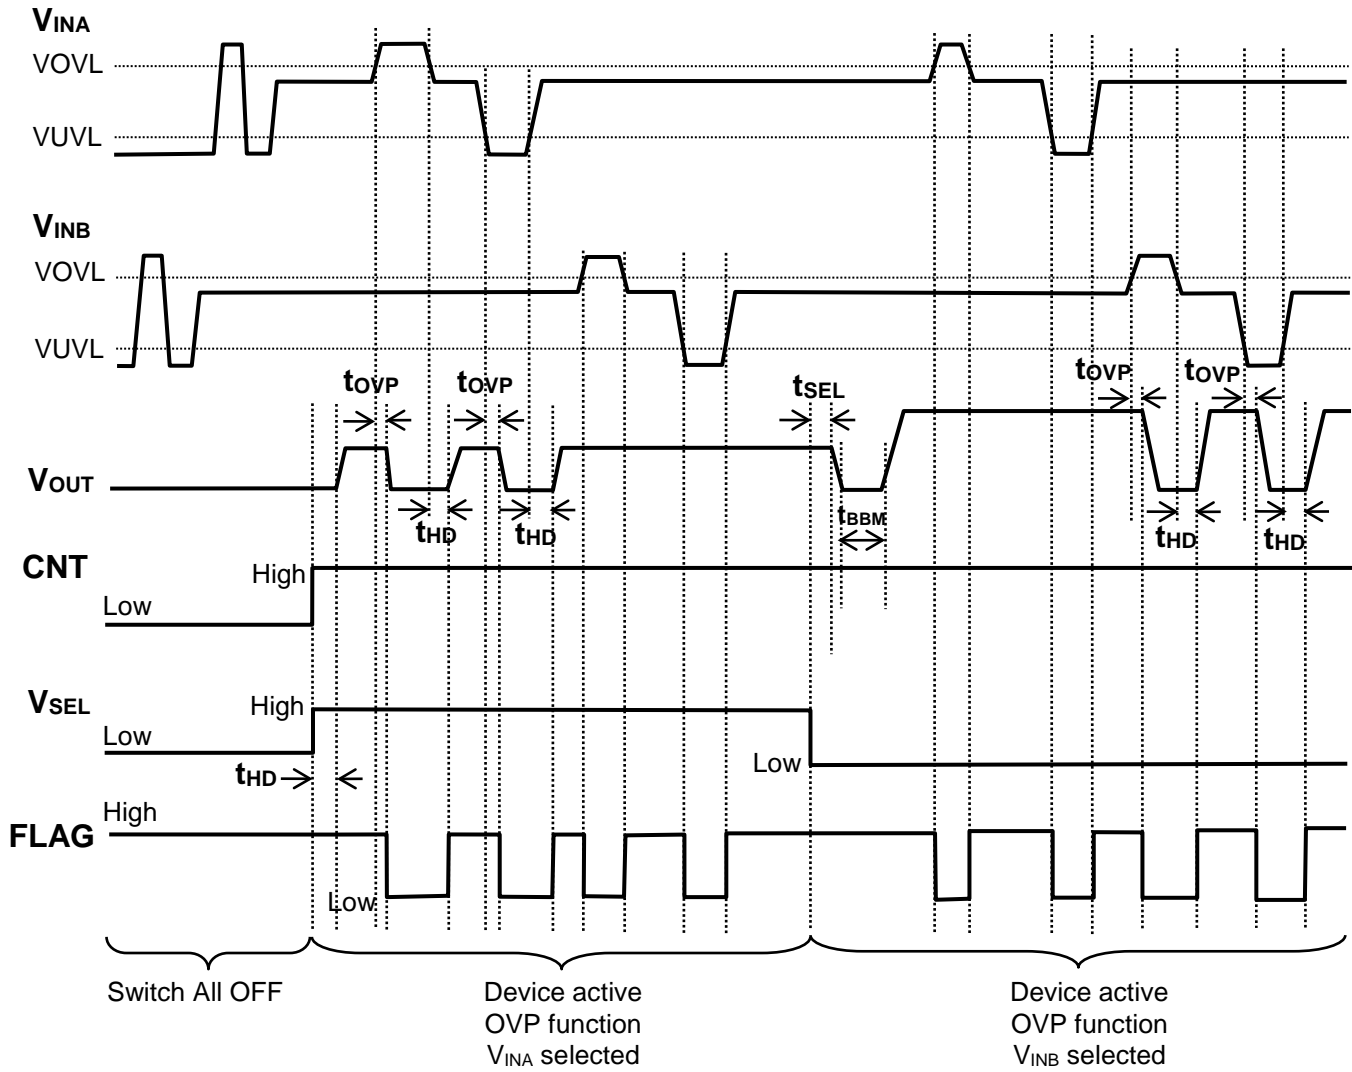 VINA
VOVL
VUVL
VINB
VOVL
VUVL
tOVP tOVP tSEL tOVP tOVP
VOUT
tHD tHD tBBM tHD tHD
CNT
High
Low
VSEL
High
Low
Low
tHD
High
FLAG
Low
Switch All OFF
Device active
OVP function
VINA selected
Device active
OVP function
VINB selected